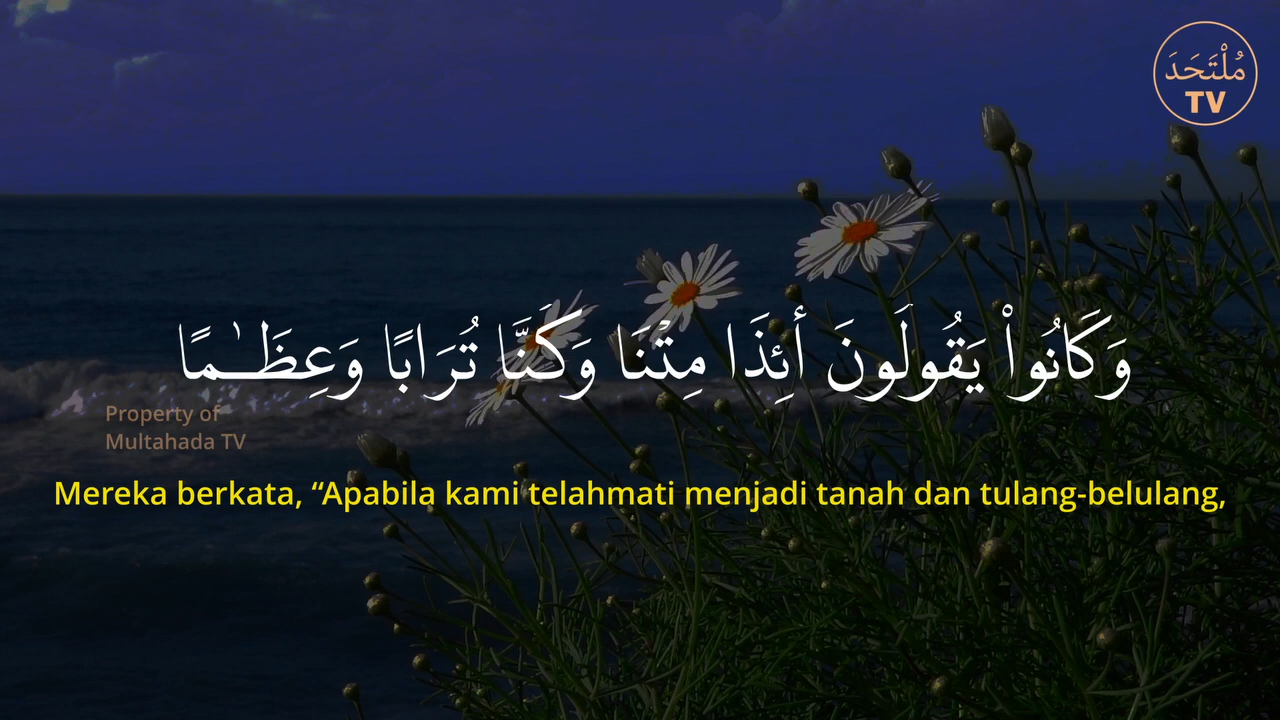 مُلْتَحَدَ
TV
وَكَانُوا۟ يَقُولُونَ أَئِذَا مِتْنَا وَكُنَّا تُرَابًا وَعِظَـٰمًا
Property of
Multahada TV
Mereka berkata, “Apabila kami telahmati menjadi tanah dan tulang-belulang,